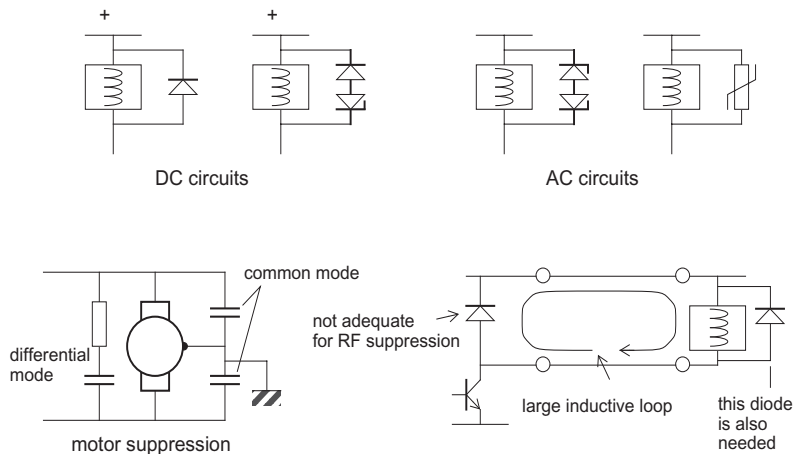 +
+
DC circuits
AC circuits
common mode
differential
mode
motor suppression
not adequate
for RF suppression
large inductive loop
this diode
is also
needed